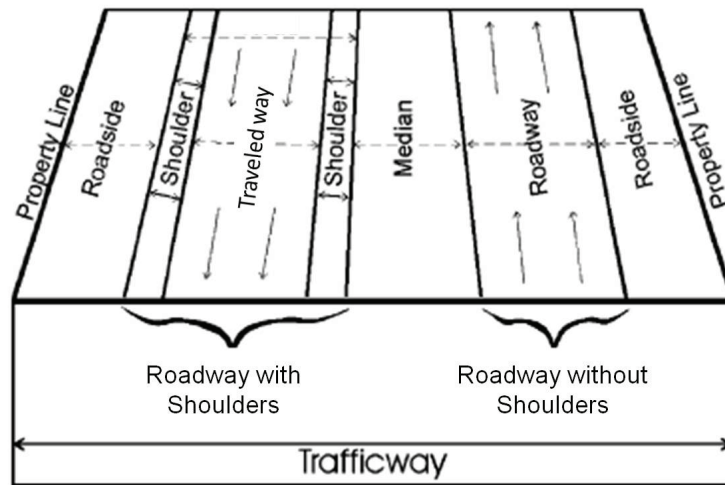 Property Line
Roadside
Shoulder
Traveled way
Shoulder
Median
Roadway
Roadside
Property Line
Roadway with
Shoulders
Roadway without
Shoulders
Trafficway